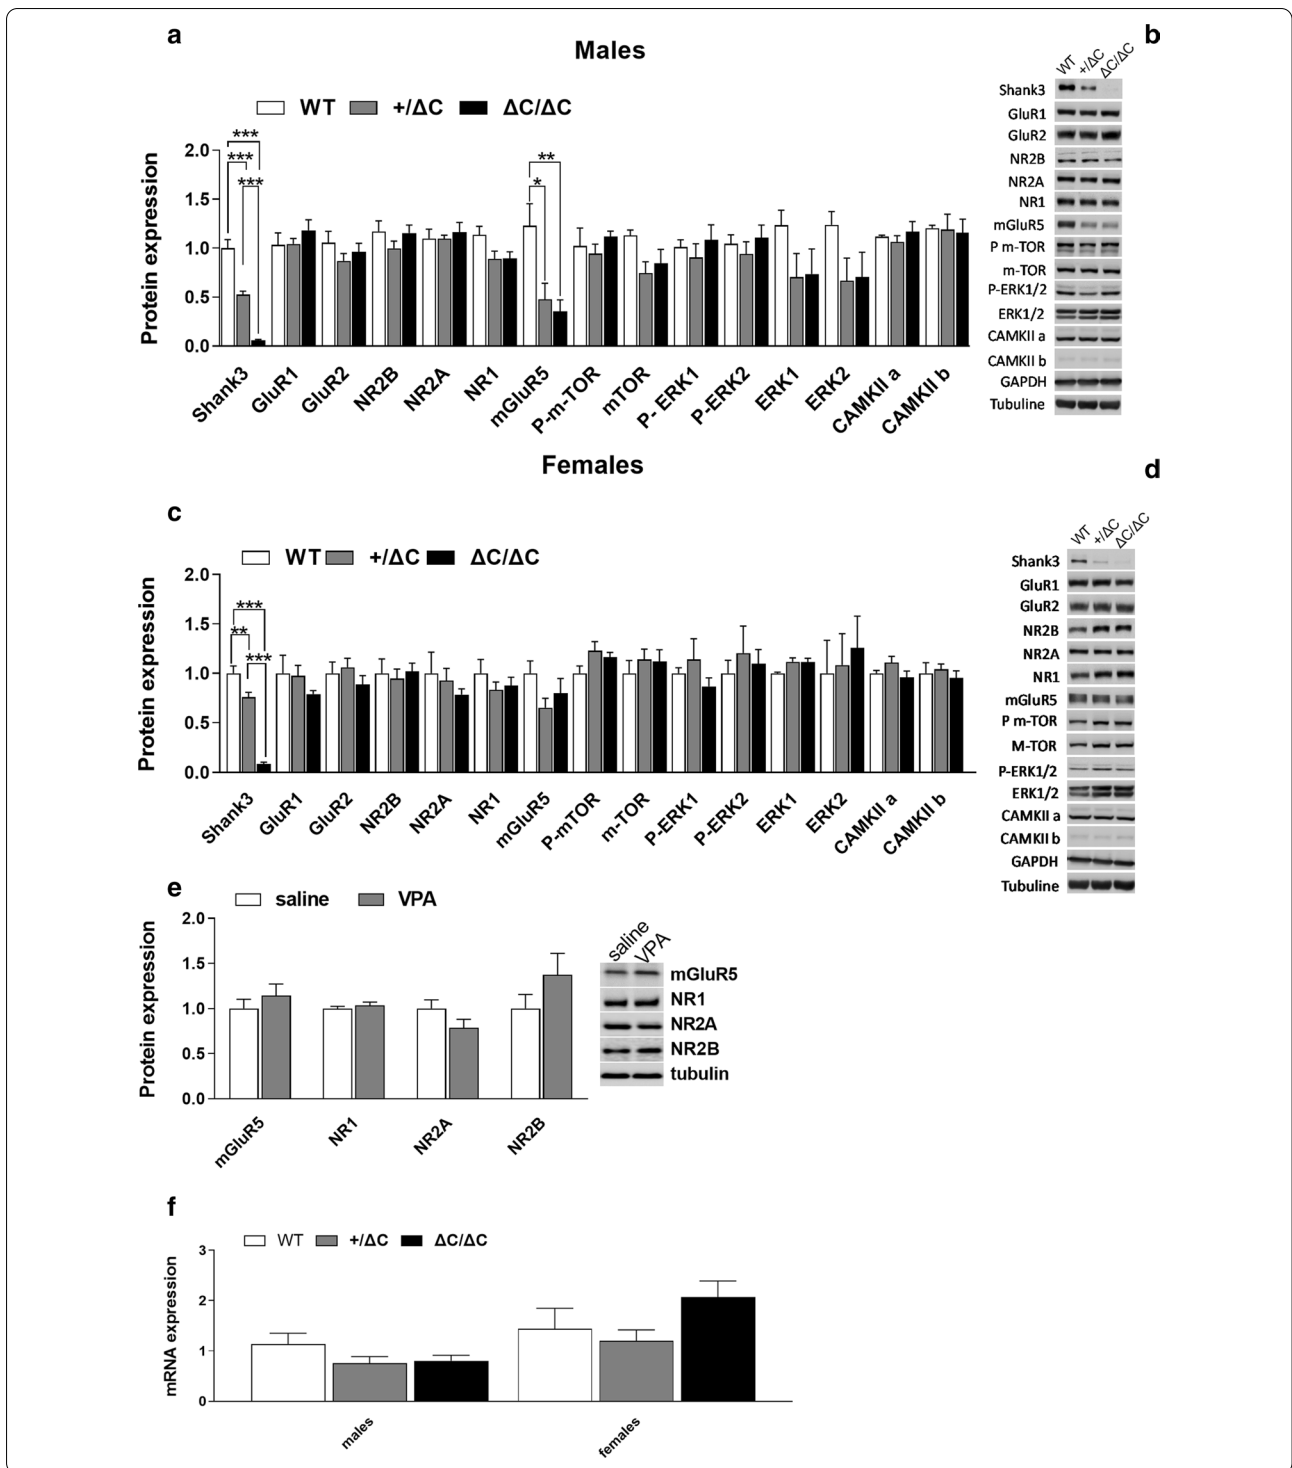 a
Males
WT +/ΔC ΔC/ΔC
Protein expression
2.0
1.5
1.0
0.5
0.0
***
***
***
**
*
Shank3 GluR1 GluR2 NR2B NR2A NR1 mGluR5 P-m-TOR mTOR P- ERK1 P-ERK2 ERK1 ERK2 CAMKII a CAMKII b
b
WT +/ΔC ΔC/ΔC
Shank3
GluR1
GluR2
NR2B
NR2A
NR1
mGluR5
P m-TOR
m-TOR
P-ERK1/2
ERK1/2
CAMKII a
CAMKII b
GAPDH
Tubuline
Females
c
WT +/ΔC ΔC/ΔC
Protein expression
2.0
1.5
1.0
0.5
0.0
***
**
***
Shank3 GluR1 GluR2 NR2B NR2A NR1 mGluR5 P-mTOR m-TOR P-ERK1 P-ERK2 ERK1 ERK2 CAMKII a CAMKII b
d
WT +/ΔC ΔC/ΔC
Shank3
GluR1
GluR2
NR2B
NR2A
NR1
mGluR5
P m-TOR
M-TOR
P-ERK1/2
ERK1/2
CAMKII a
CAMKII b
GAPDH
Tubuline
e
saline VPA
Protein expression
2.0
1.5
1.0
0.5
0.0
mGluR5 NR1 NR2A NR2B
saline VPA
mGluR5
NR1
NR2A
NR2B
tubulin
f
WT +/ΔC ΔC/ΔC
mRNA expression
3
2
1
0
males females